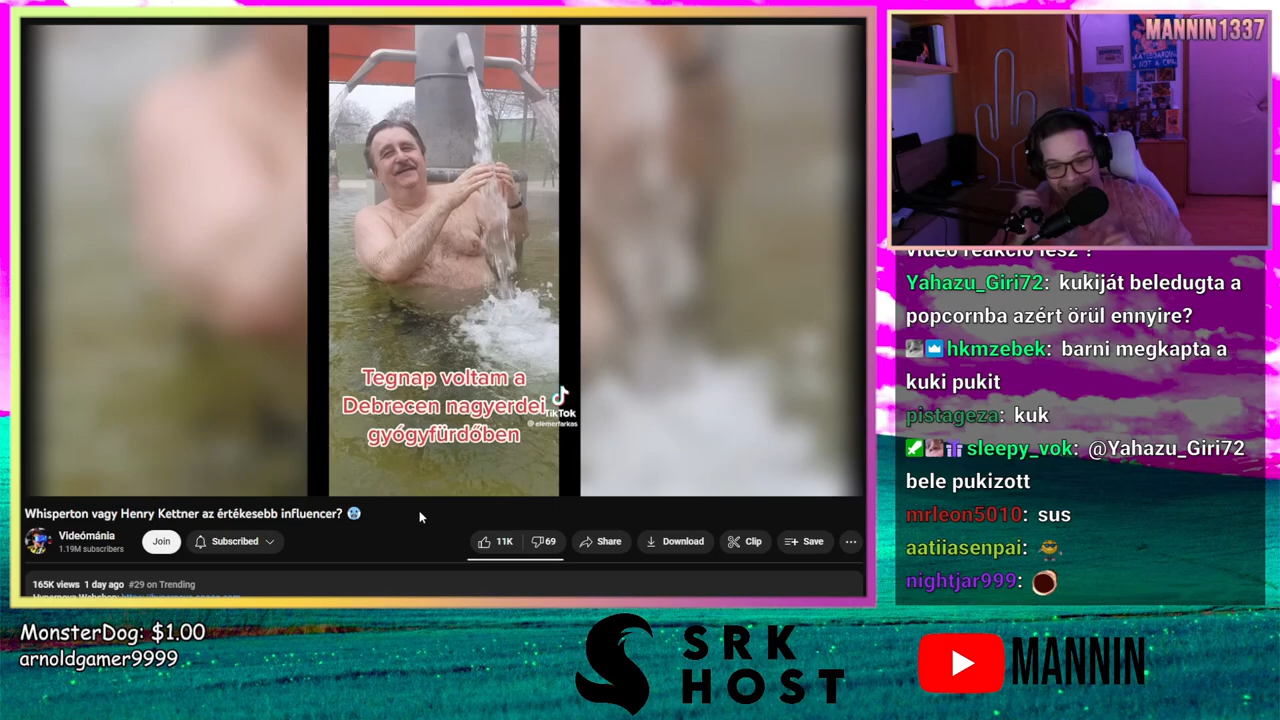 MANNIN1337
Tegnap voltam a
Debrecen nagyerdei
gyógyfürdőben
TikTok
@elemerfarkas
Whisperton vagy Henry Kettner az értékesebb influencer? 🥶
Videómánia
1.19M subscribers
Join
Subscribed
11K
69
Share
Download
Clip
Save
165K views 1 day ago #29 on Trending
video reakció lesz ?
Yahazu_Giri72: kukiját beledugta a
popcornba azért örül ennyire?
hkmzebek: barni megkapta a
kuki pukit
pistageza: kuk
sleepy_vok: @Yahazu_Giri72
bele pukizott
mrleon5010: sus
aatiiasenpai:
nightjar999:
MonsterDog: $1.00
arnoldgamer9999
SRK
HOST
MANNIN